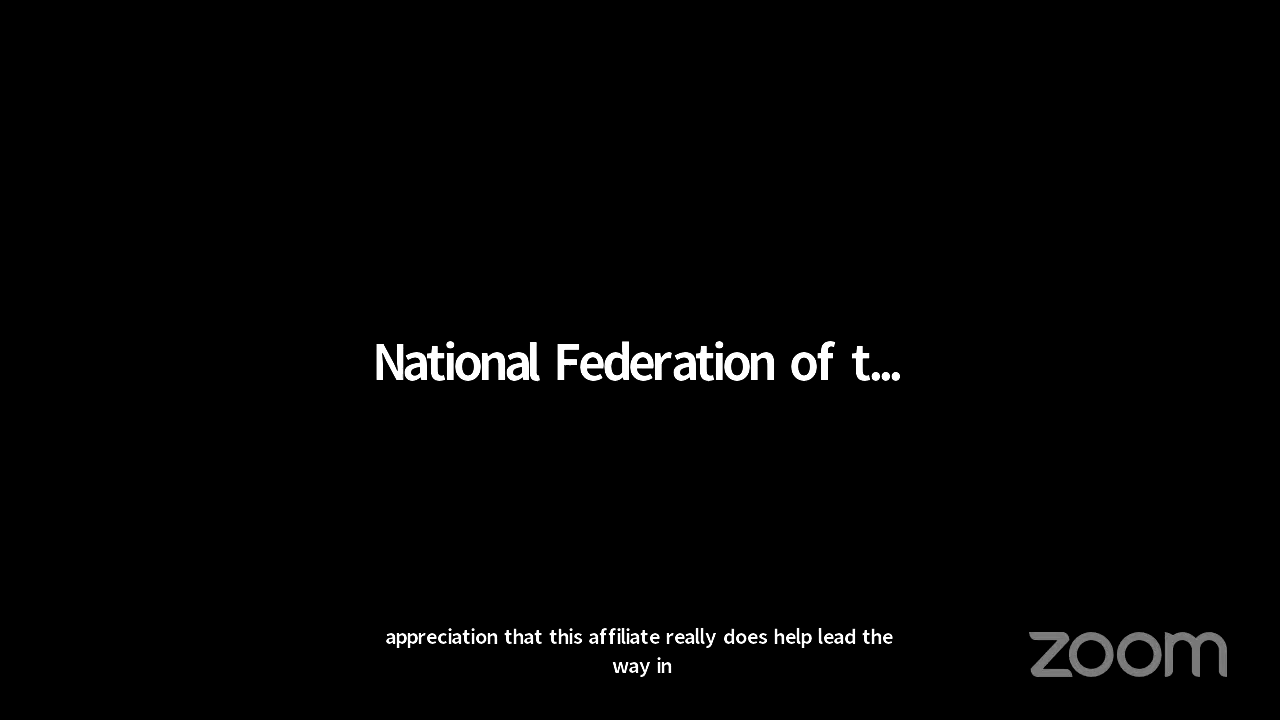 National Federation of t...
appreciation that this affiliate really does help lead the
way in
zoom